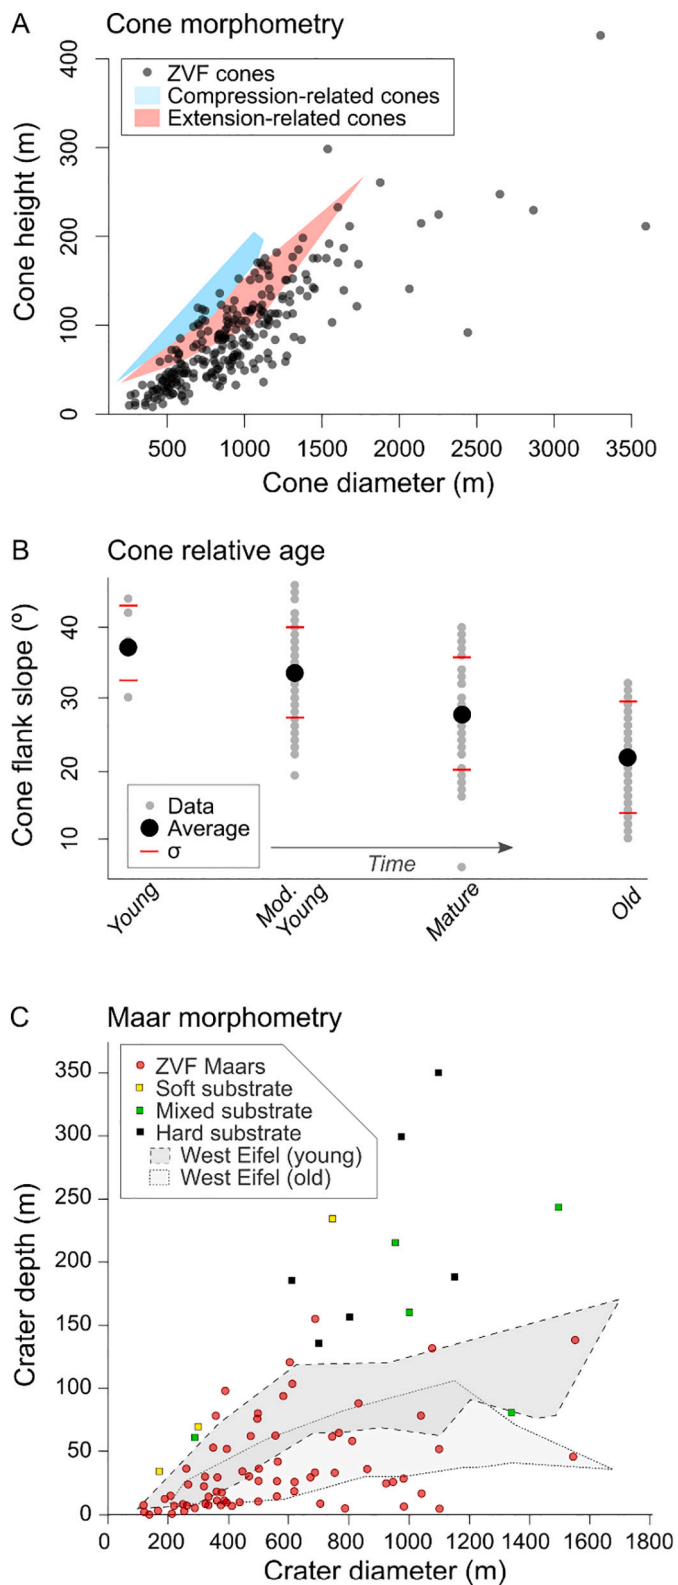 A Cone morphometry
ZVF cones
Compression-related cones
Extension-related cones
400
300
200
100
0
Cone height (m)
500 1000 1500 2000 2500 3000 3500
Cone diameter (m)
B Cone relative age
40
30
20
10
Cone flank slope (º)
Data
Average
σ
Time
Young
Mod.
Young
Mature
Old
C Maar morphometry
ZVF Maars
Soft substrate
Mixed substrate
Hard substrate
West Eifel (young)
West Eifel (old)
350
300
250
200
150
100
50
0
Crater depth (m)
0 200 400 600 800 1000 1200 1400 1600 1800
Crater diameter (m)